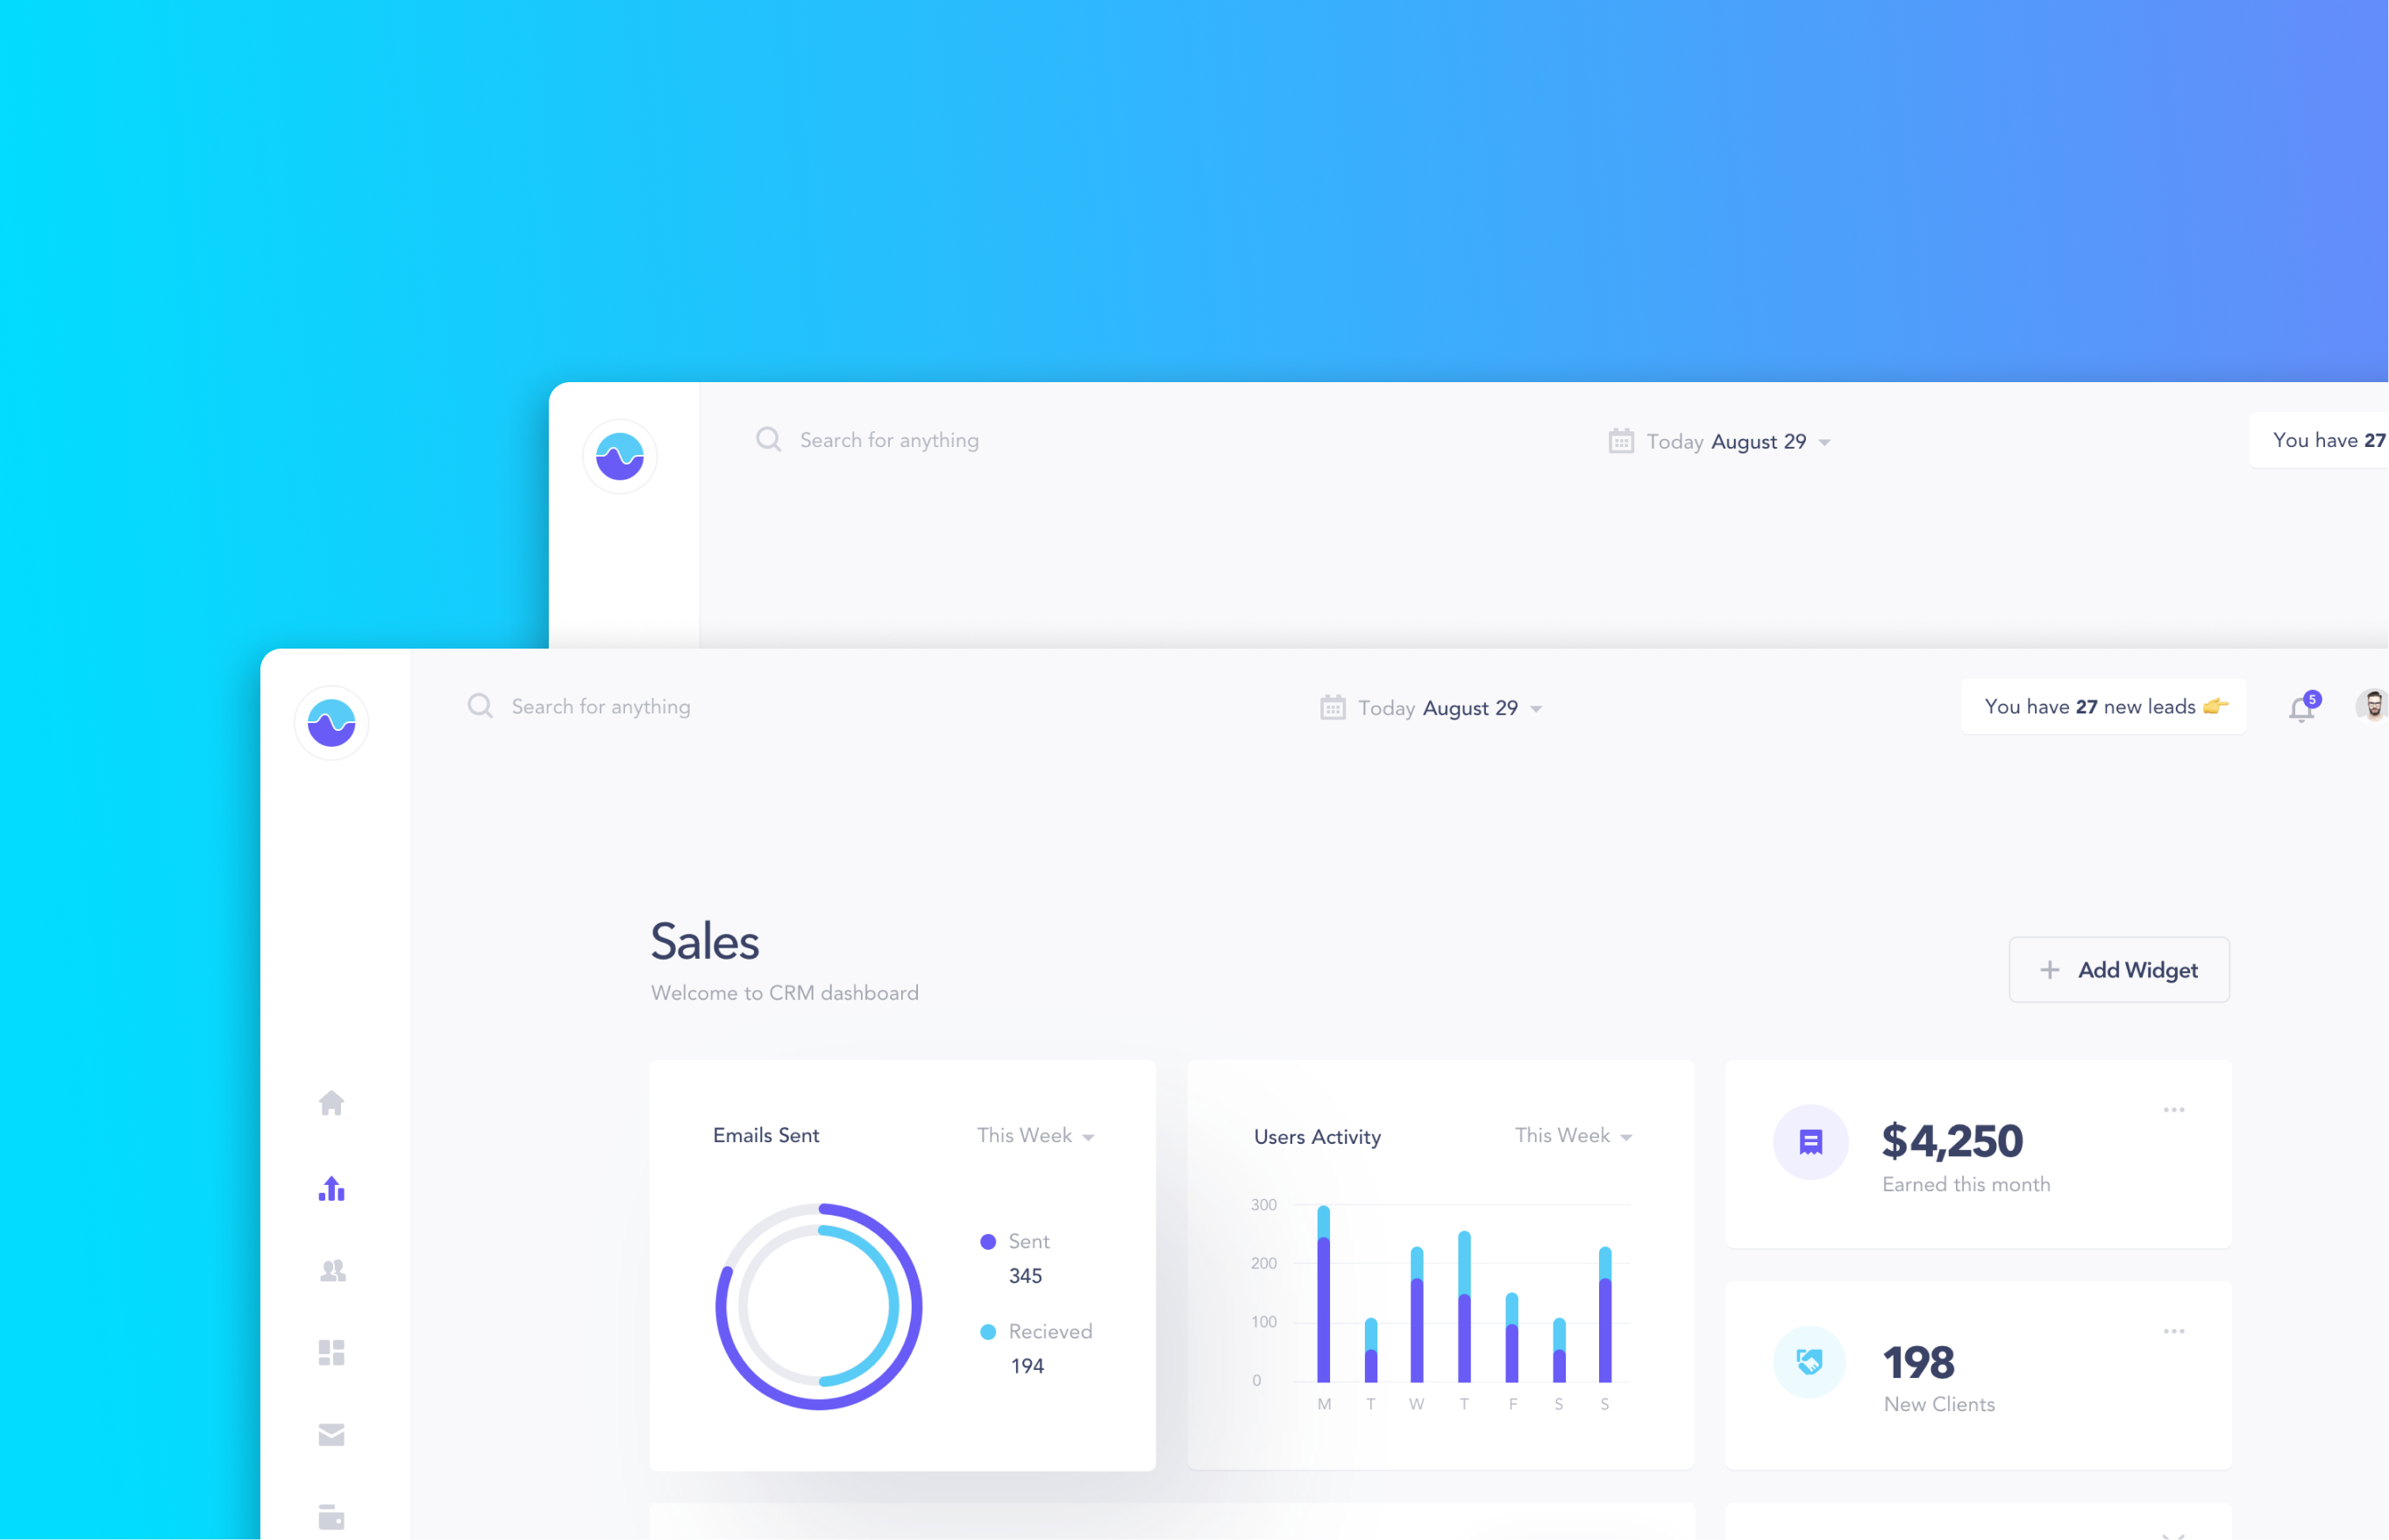 Search for anything
Today August 29
You have 27
Search for anything
Today August 29
You have 27 new leads 👉
5
Sales
Welcome to CRM dashboard
+ Add Widget
Emails Sent
This Week
Sent
345
Recieved
194
Users Activity
This Week
300
200
100
0
M T W T F S S
$4,250
Earned this month
198
New Clients